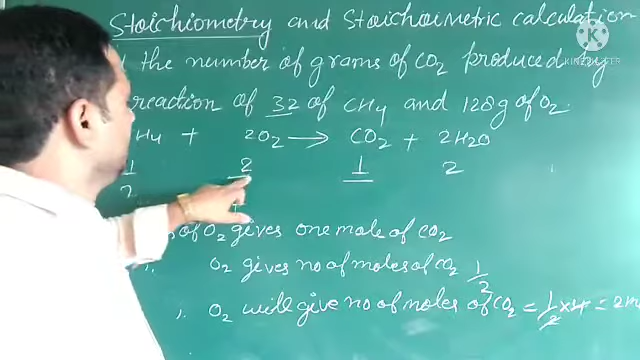 Stoichiometry and Stoichiometric calculation
the number of grams of CO2 produced by
KINEMASTER
reaction of 32 of CH4 and 128g of O2.
H4 + 2O2 → CO2 + 2H2O
1 2 1 2
2
of O2 gives one mole of CO2
O2 gives no of moles of CO2 1/2
O2 will give no of moles of CO2 = 1/2 × 4 = 2m